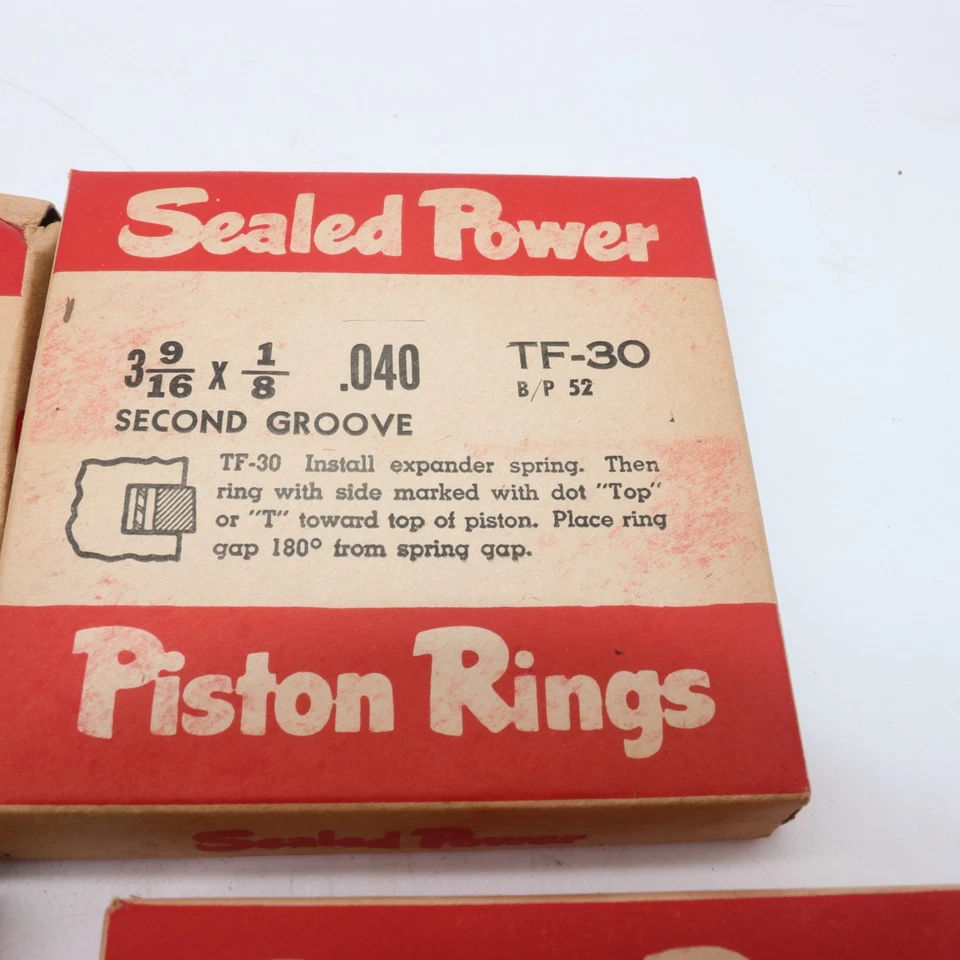 Sealed Power
3 9/16 x 1/8 .040 TF-30
B/P 52
SECOND GROOVE
TF-30 Install expander spring. Then
ring with side marked with dot "Top"
or "T" toward top of piston. Place ring
gap 180° from spring gap.
Piston Rings
Sealed Power